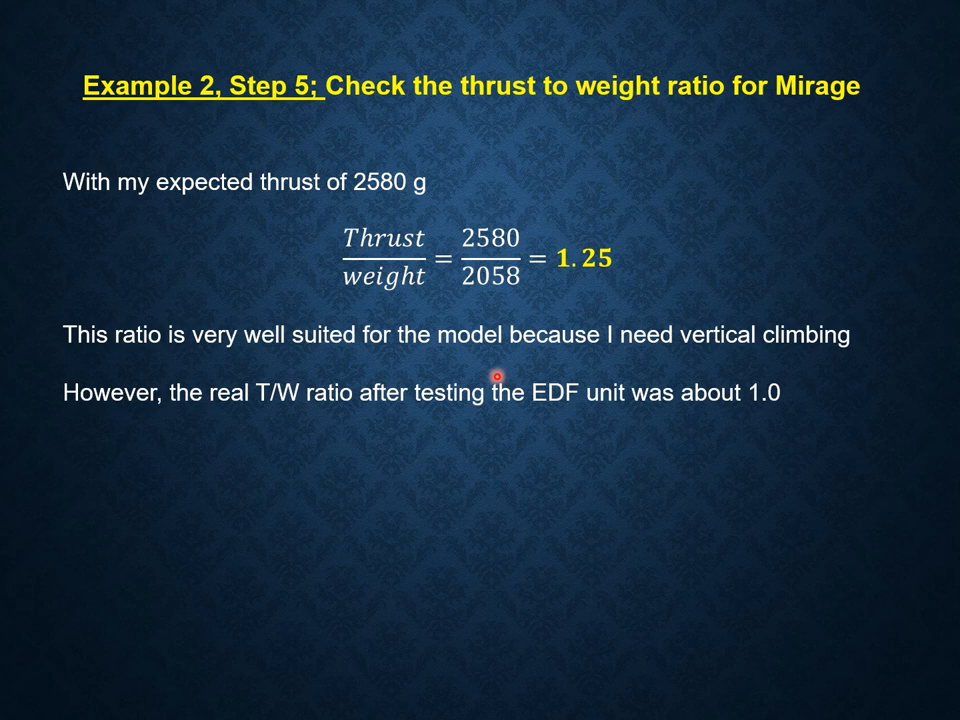 Example 2, Step 5; Check the thrust to weight ratio for Mirage
With my expected thrust of 2580 g
Thrust/weight = 2580/2058 = 1.25
This ratio is very well suited for the model because I need vertical climbing
However, the real T/W ratio after testing the EDF unit was about 1.0